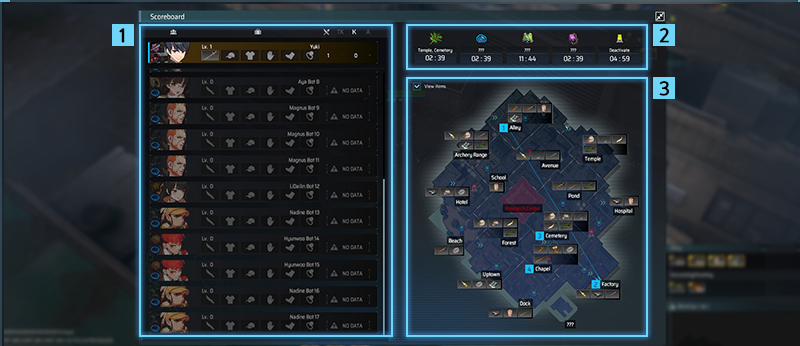 Scoreboard
1
TK K A
Lv. 1 Yuki
1 0
Lv. 0 Aya Bot 8
NO DATA
Lv. 0 Magnus Bot 9
NO DATA
Lv. 0 Magnus Bot 10
NO DATA
Lv. 0 Magnus Bot 11
NO DATA
Lv. 0 LiDailin Bot 12
NO DATA
Lv. 0 Nadine Bot 13
NO DATA
Lv. 0 Hyunwoo Bot 14
NO DATA
Lv. 0 Hyunwoo Bot 15
NO DATA
Lv. 0 Nadine Bot 16
NO DATA
Lv. 0 Nadine Bot 17
NO DATA
2
Temple, Cemetery ??? ??? ??? Deactivate
02 : 39 02 : 39 11 : 44 02 : 39 04 : 59
3
View items
1 Alley
Archery Range
Avenue
Temple
School
Pond
Hotel
Hospital
3 Cemetery
Beach
Forest
4 Chapel
Uptown
2 Factory
Dock
???